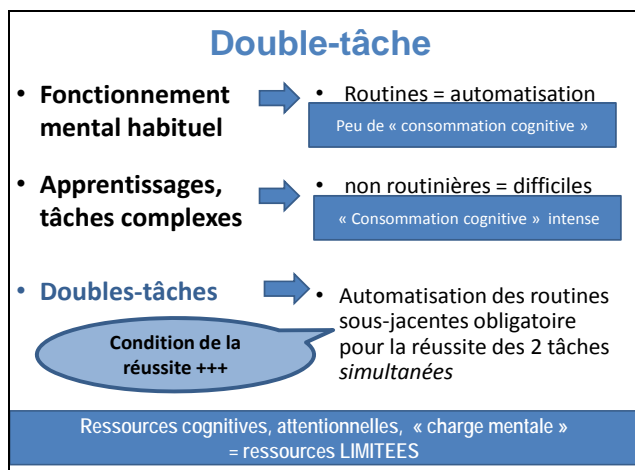 Double-tâche
• Fonctionnement
mental habituel
• Routines = automatisation
Peu de « consommation cognitive »
• Apprentissages,
tâches complexes
• non routinières = difficiles
« Consommation cognitive » intense
• Doubles-tâches
• Automatisation des routines
sous-jacentes obligatoire
pour la réussite des 2 tâches
simultanées
Condition de la
réussite +++
Ressources cognitives, attentionnelles, « charge mentale »
= ressources LIMITEES